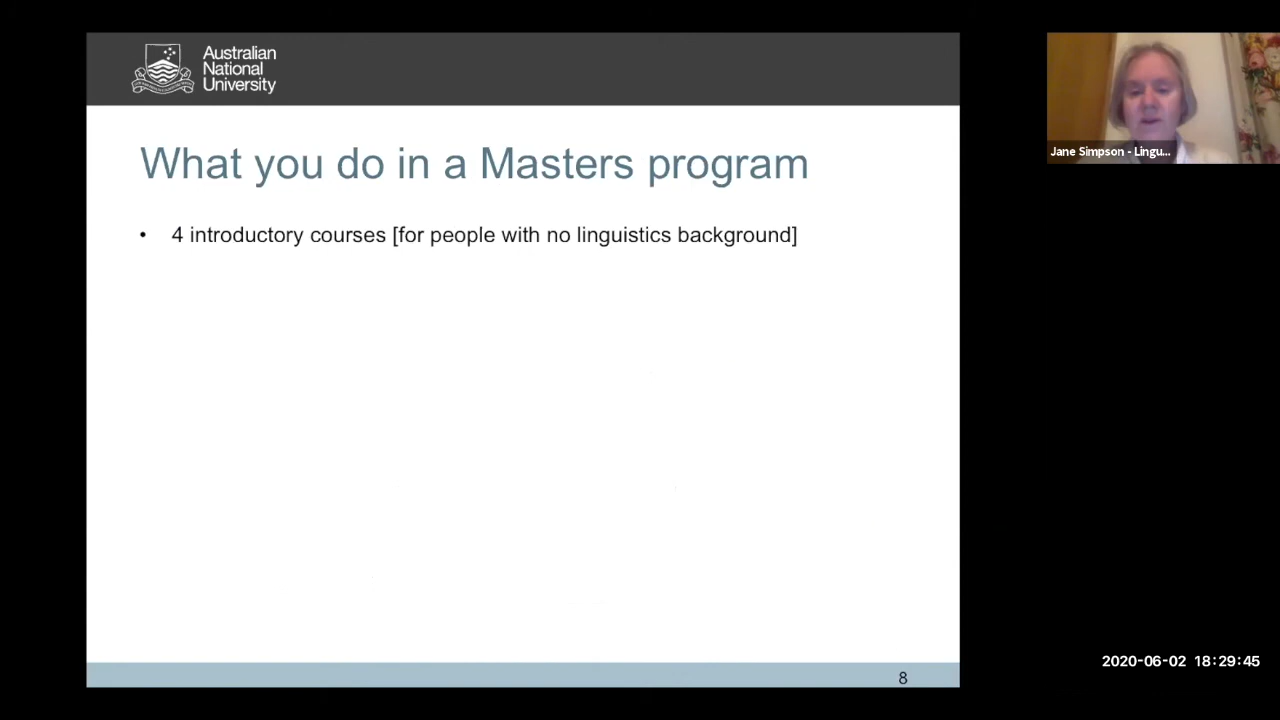 Australian
National
University
What you do in a Masters program
• 4 introductory courses [for people with no linguistics background]
8
Jane Simpson - Lingu...
2020-06-02 18:29:45